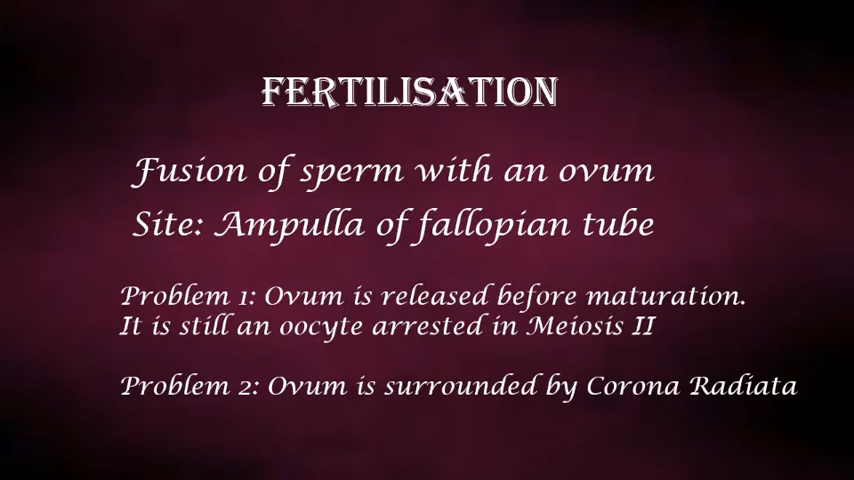 FERTILISATION
Fusion of sperm with an ovum
Site: Ampulla of fallopian tube
Problem 1: Ovum is released before maturation.
It is still an oocyte arrested in Meiosis II
Problem 2: Ovum is surrounded by Corona Radiata